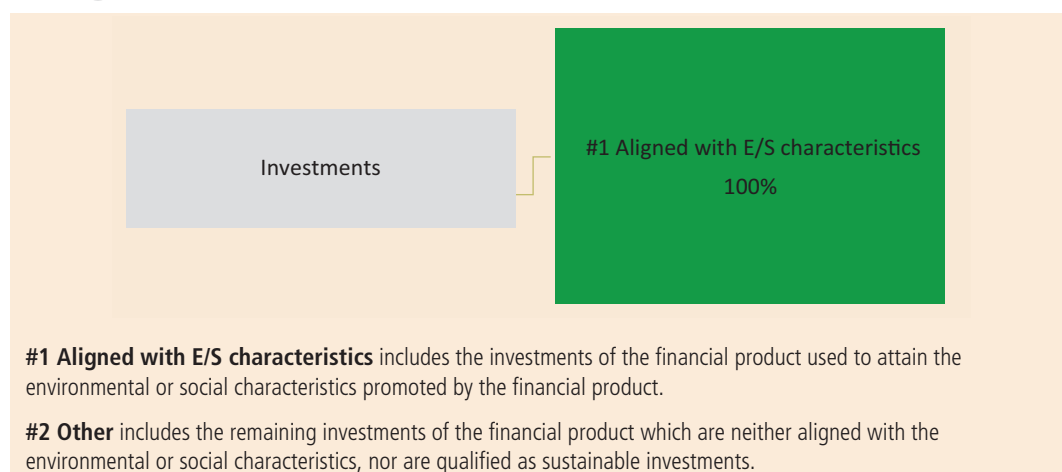 Investments
#1 Aligned with E/S characteristics
100%
#1 Aligned with E/S characteristics includes the investments of the financial product used to attain the
environmental or social characteristics promoted by the financial product.
#2 Other includes the remaining investments of the financial product which are neither aligned with the
environmental or social characteristics, nor are qualified as sustainable investments.